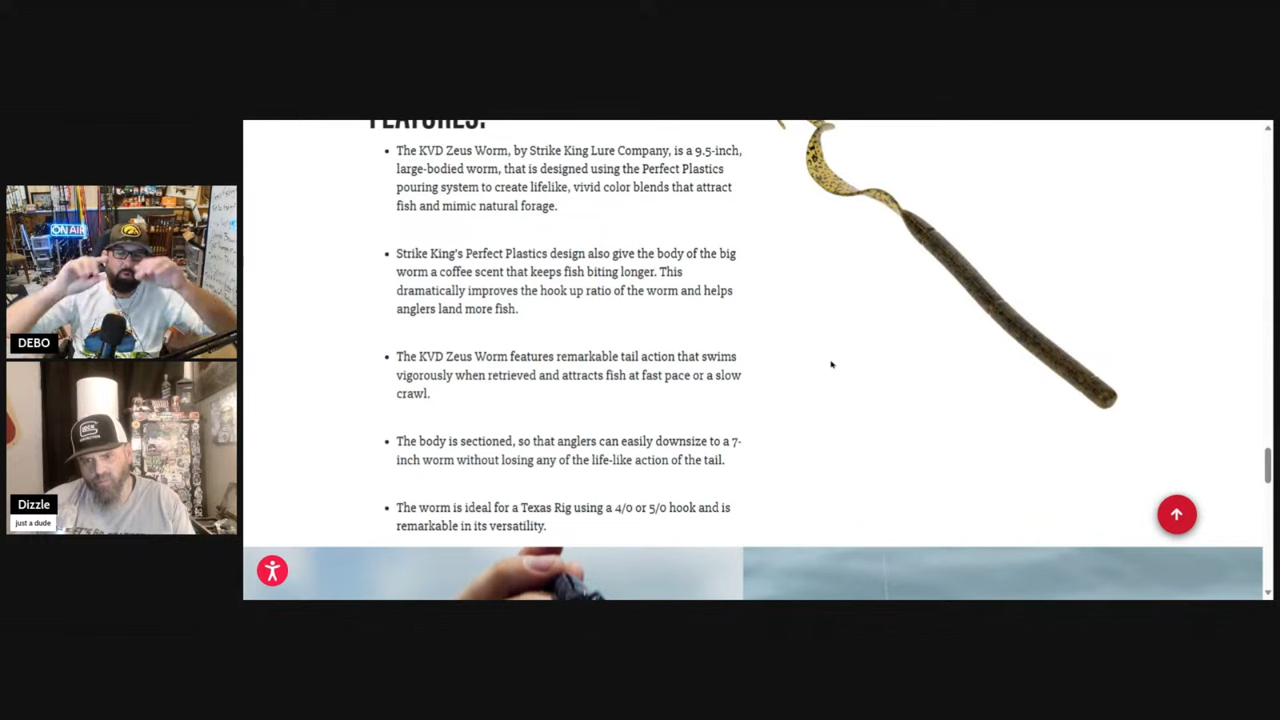 FEATURES:
The KVD Zeus Worm, by Strike King Lure Company, is a 9.5-inch,
large-bodied worm, that is designed using the Perfect Plastics
pouring system to create lifelike, vivid color blends that attract
fish and mimic natural forage.
Strike King's Perfect Plastics design also give the body of the big
worm a coffee scent that keeps fish biting longer. This
dramatically improves the hook up ratio of the worm and helps
anglers land more fish.
The KVD Zeus Worm features remarkable tail action that swims
vigorously when retrieved and attracts fish at fast pace or a slow
crawl.
The body is sectioned, so that anglers can easily downsize to a 7-
inch worm without losing any of the life-like action of the tail.
The worm is ideal for a Texas Rig using a 4/0 or 5/0 hook and is
remarkable in its versatility.
ON AIR
DEBO
GLOCK
Dizzle
just a dude